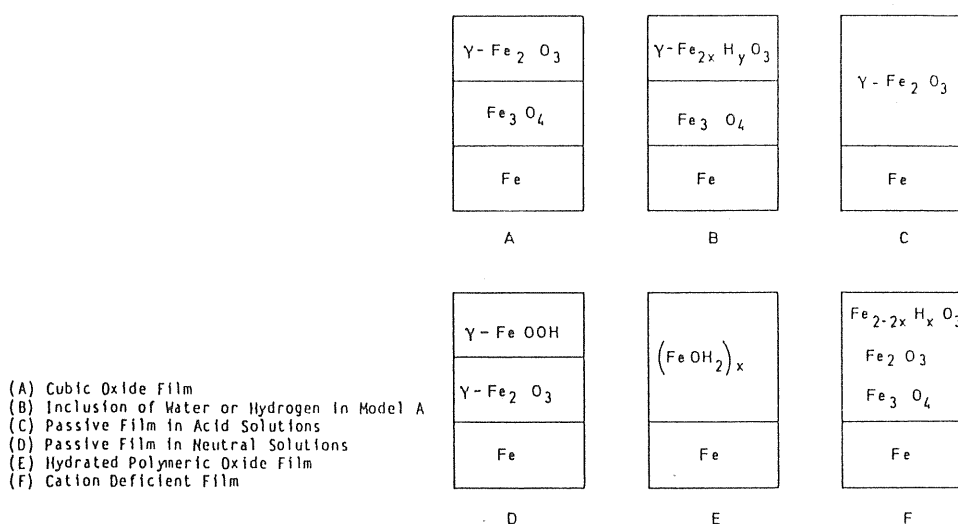 γ - Fe2 O3
Fe3 O4
Fe
A
γ - Fe2x Hy O3
Fe3 O4
Fe
B
γ - Fe2 O3
Fe
C
γ - Fe OOH
γ - Fe2 O3
Fe
D
(Fe OH2)x
Fe
E
Fe2-2x Hx O3
Fe2 O3
Fe3 O4
Fe
F
(A) Cubic Oxide Film
(B) Inclusion of Water or Hydrogen in Model A
(C) Passive Film in Acid Solutions
(D) Passive Film in Neutral Solutions
(E) Hydrated Polymeric Oxide Film
(F) Cation Deficient Film